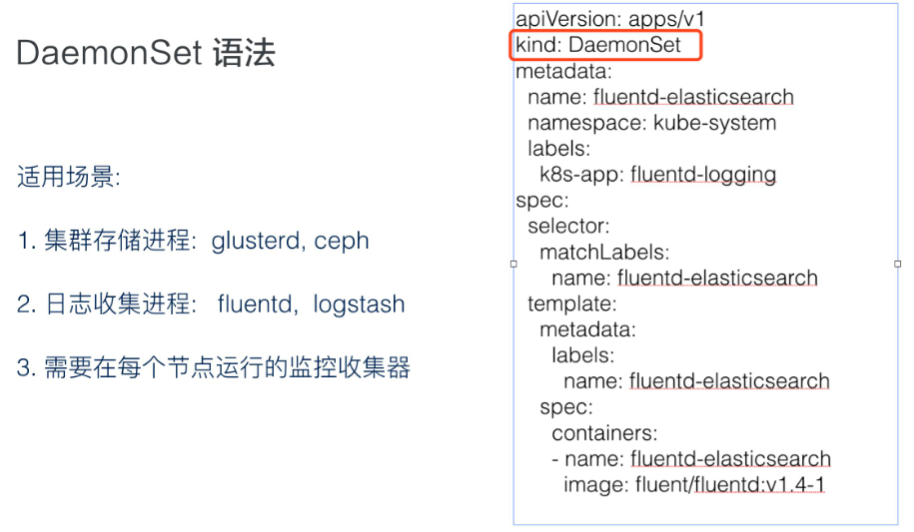 DaemonSet 语法
适用场景:
1. 集群存储进程:  glusterd, ceph
2. 日志收集进程:   fluentd,  logstash
3. 需要在每个节点运行的监控收集器
apiVersion: apps/v1
kind: DaemonSet
metadata:
  name: fluentd-elasticsearch
  namespace: kube-system
  labels:
    k8s-app: fluentd-logging
spec:
  selector:
    matchLabels:
      name: fluentd-elasticsearch
  template:
    metadata:
      labels:
        name: fluentd-elasticsearch
    spec:
      containers:
      - name: fluentd-elasticsearch
        image: fluent/fluentd:v1.4-1